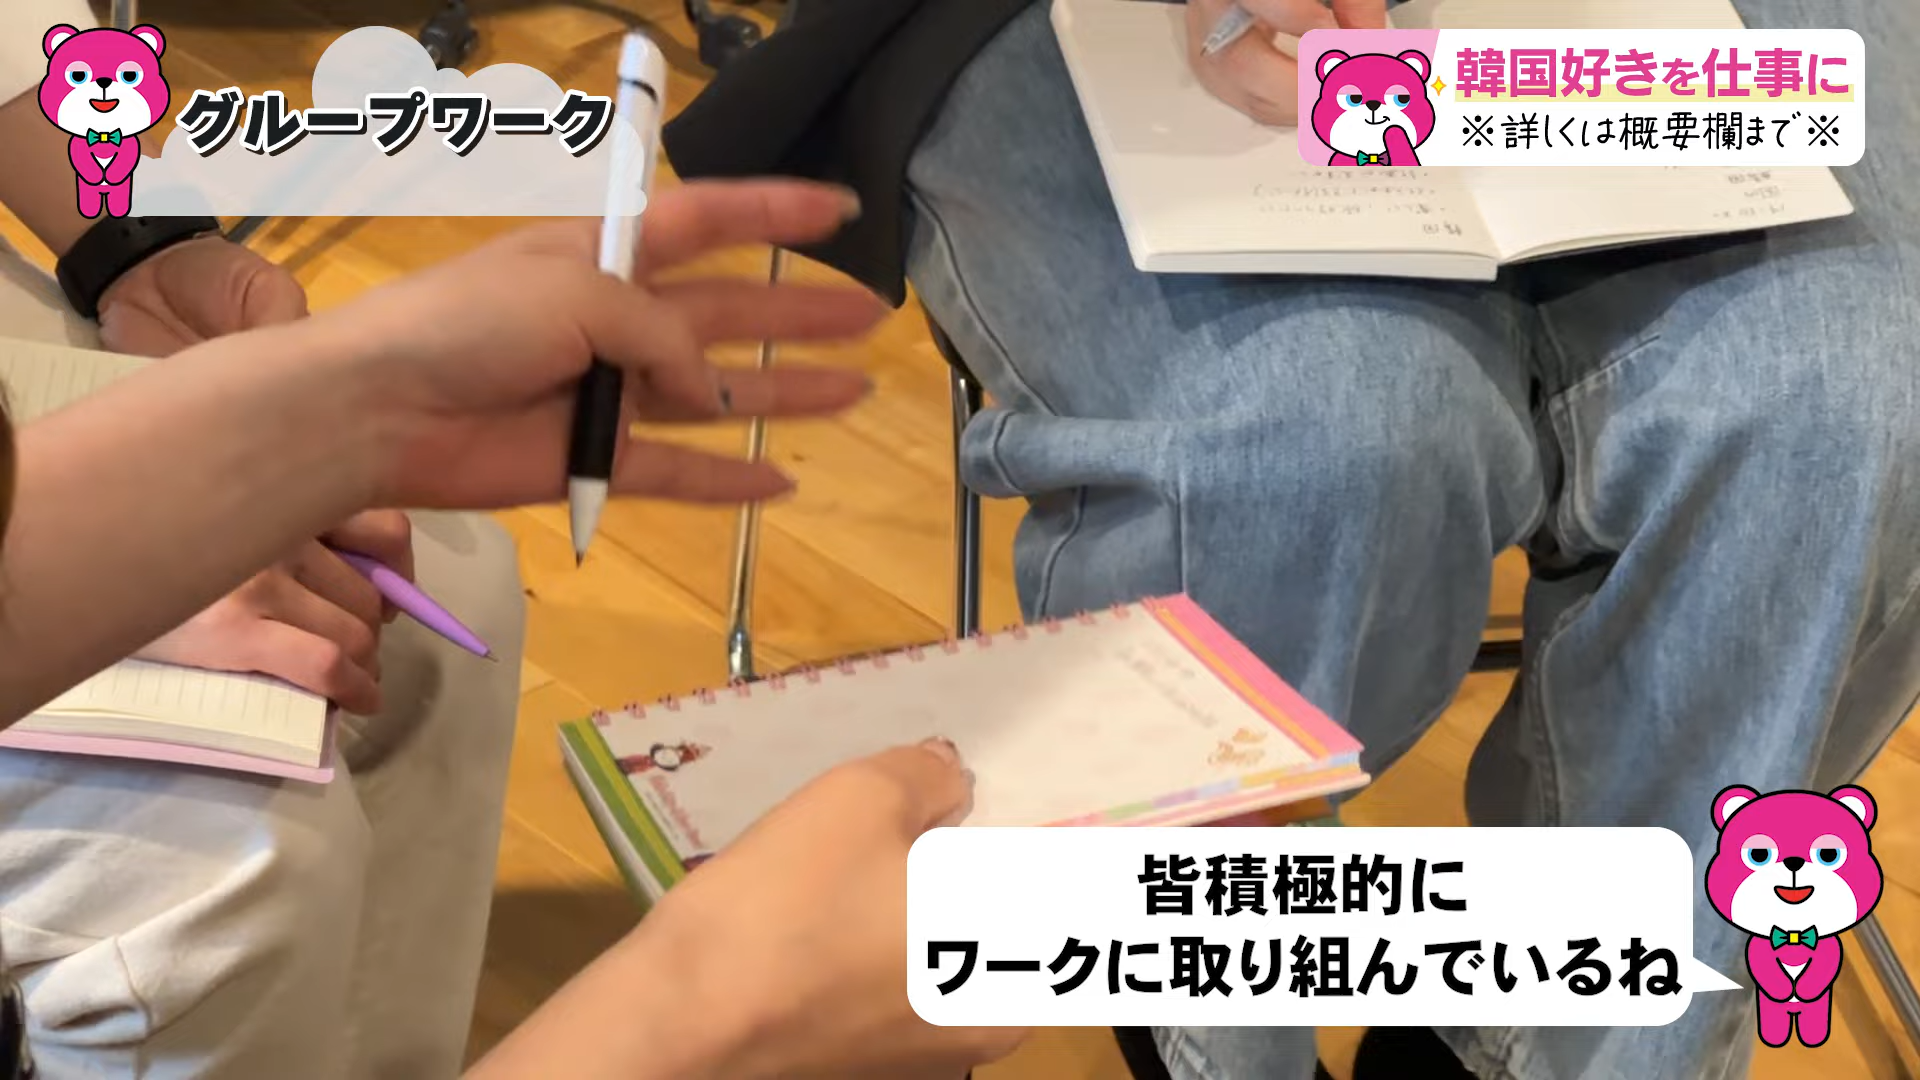 グループワーク
韓国好きを仕事に
※詳しくは概要欄まで※
皆積極的に
ワークに取り組んでいるね